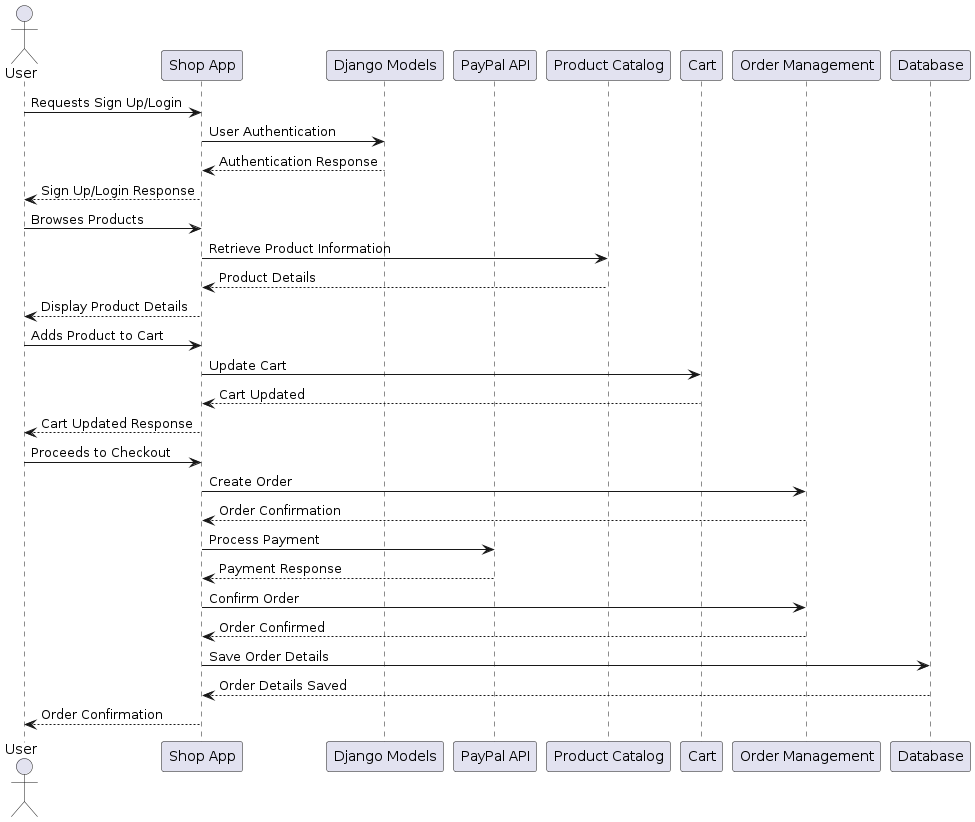 User
Shop App
Django Models
PayPal API
Product Catalog
Cart
Order Management
Database
Requests Sign Up/Login
User Authentication
Authentication Response
Sign Up/Login Response
Browses Products
Retrieve Product Information
Product Details
Display Product Details
Adds Product to Cart
Update Cart
Cart Updated
Cart Updated Response
Proceeds to Checkout
Create Order
Order Confirmation
Process Payment
Payment Response
Confirm Order
Order Confirmed
Save Order Details
Order Details Saved
Order Confirmation
User
Shop App
Django Models
PayPal API
Product Catalog
Cart
Order Management
Database